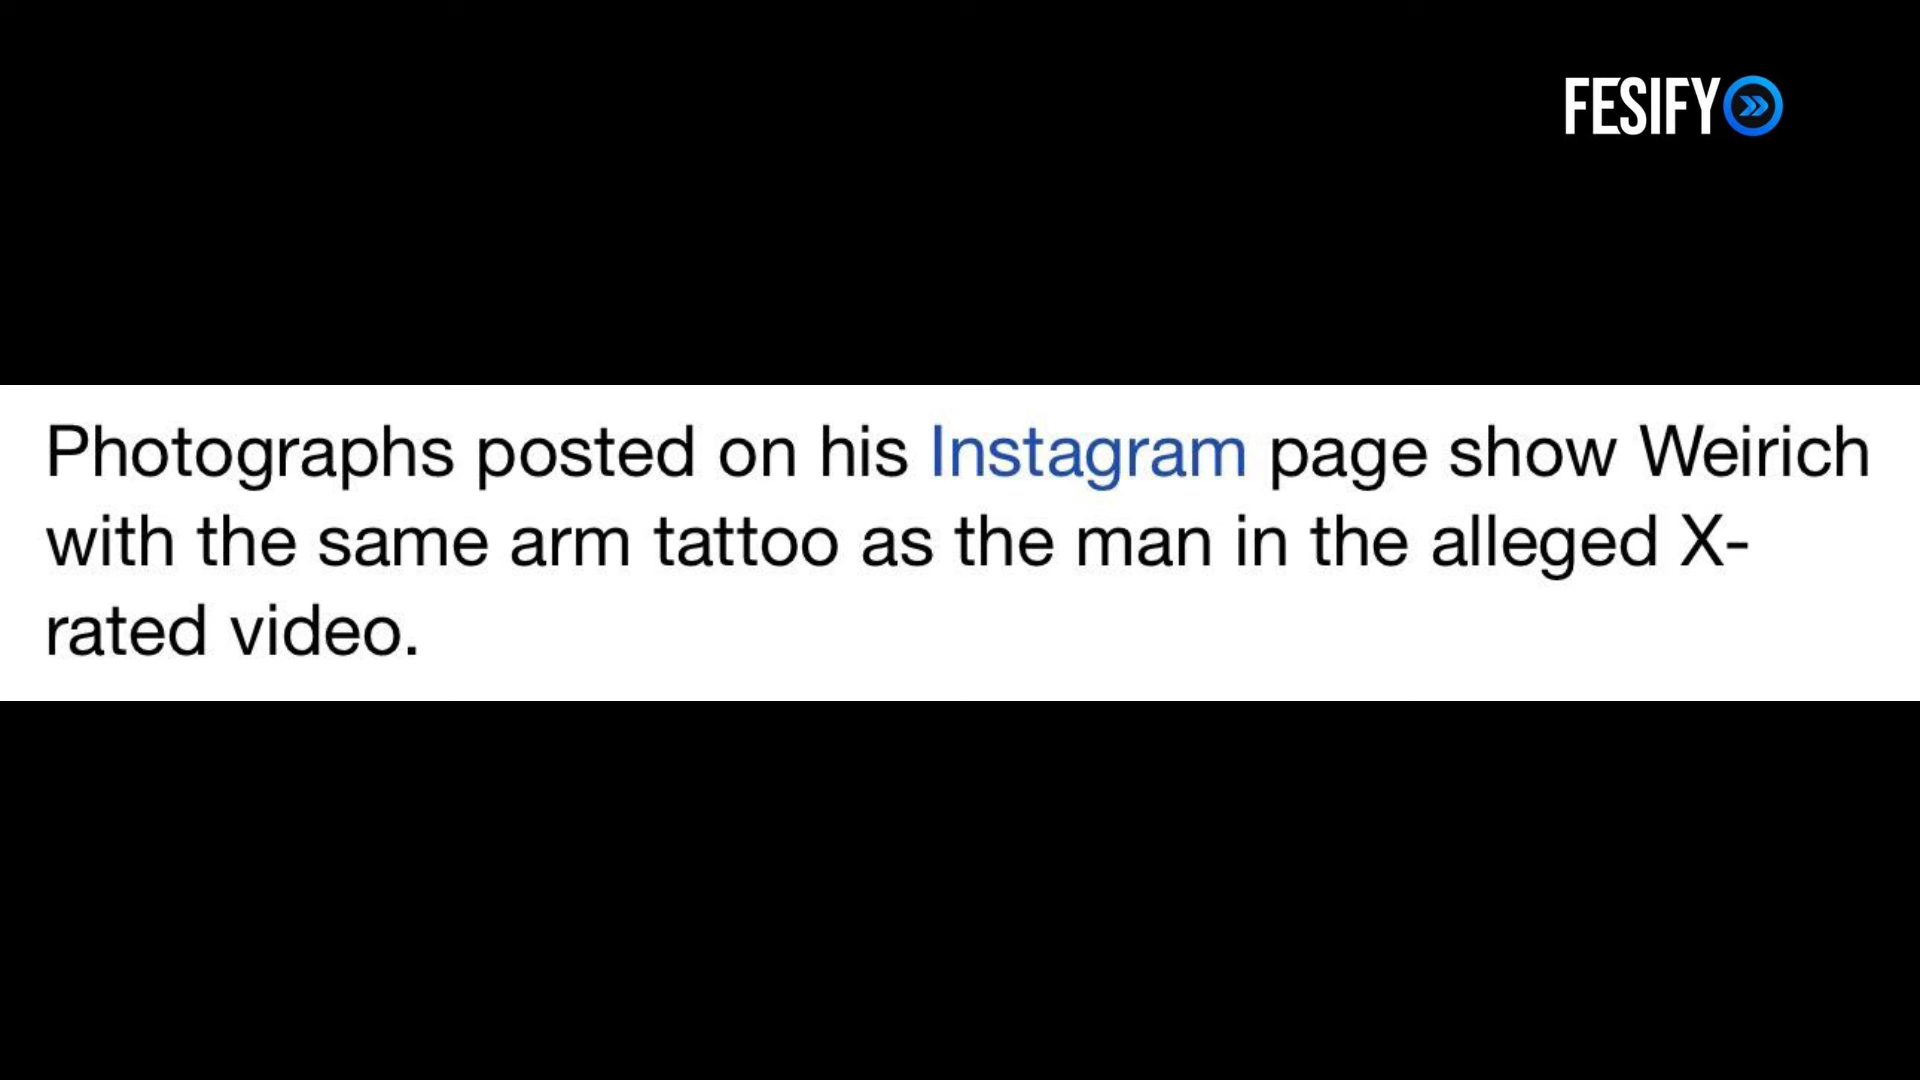 FESIFY
Photographs posted on his Instagram page show Weirich
with the same arm tattoo as the man in the alleged X-
rated video.